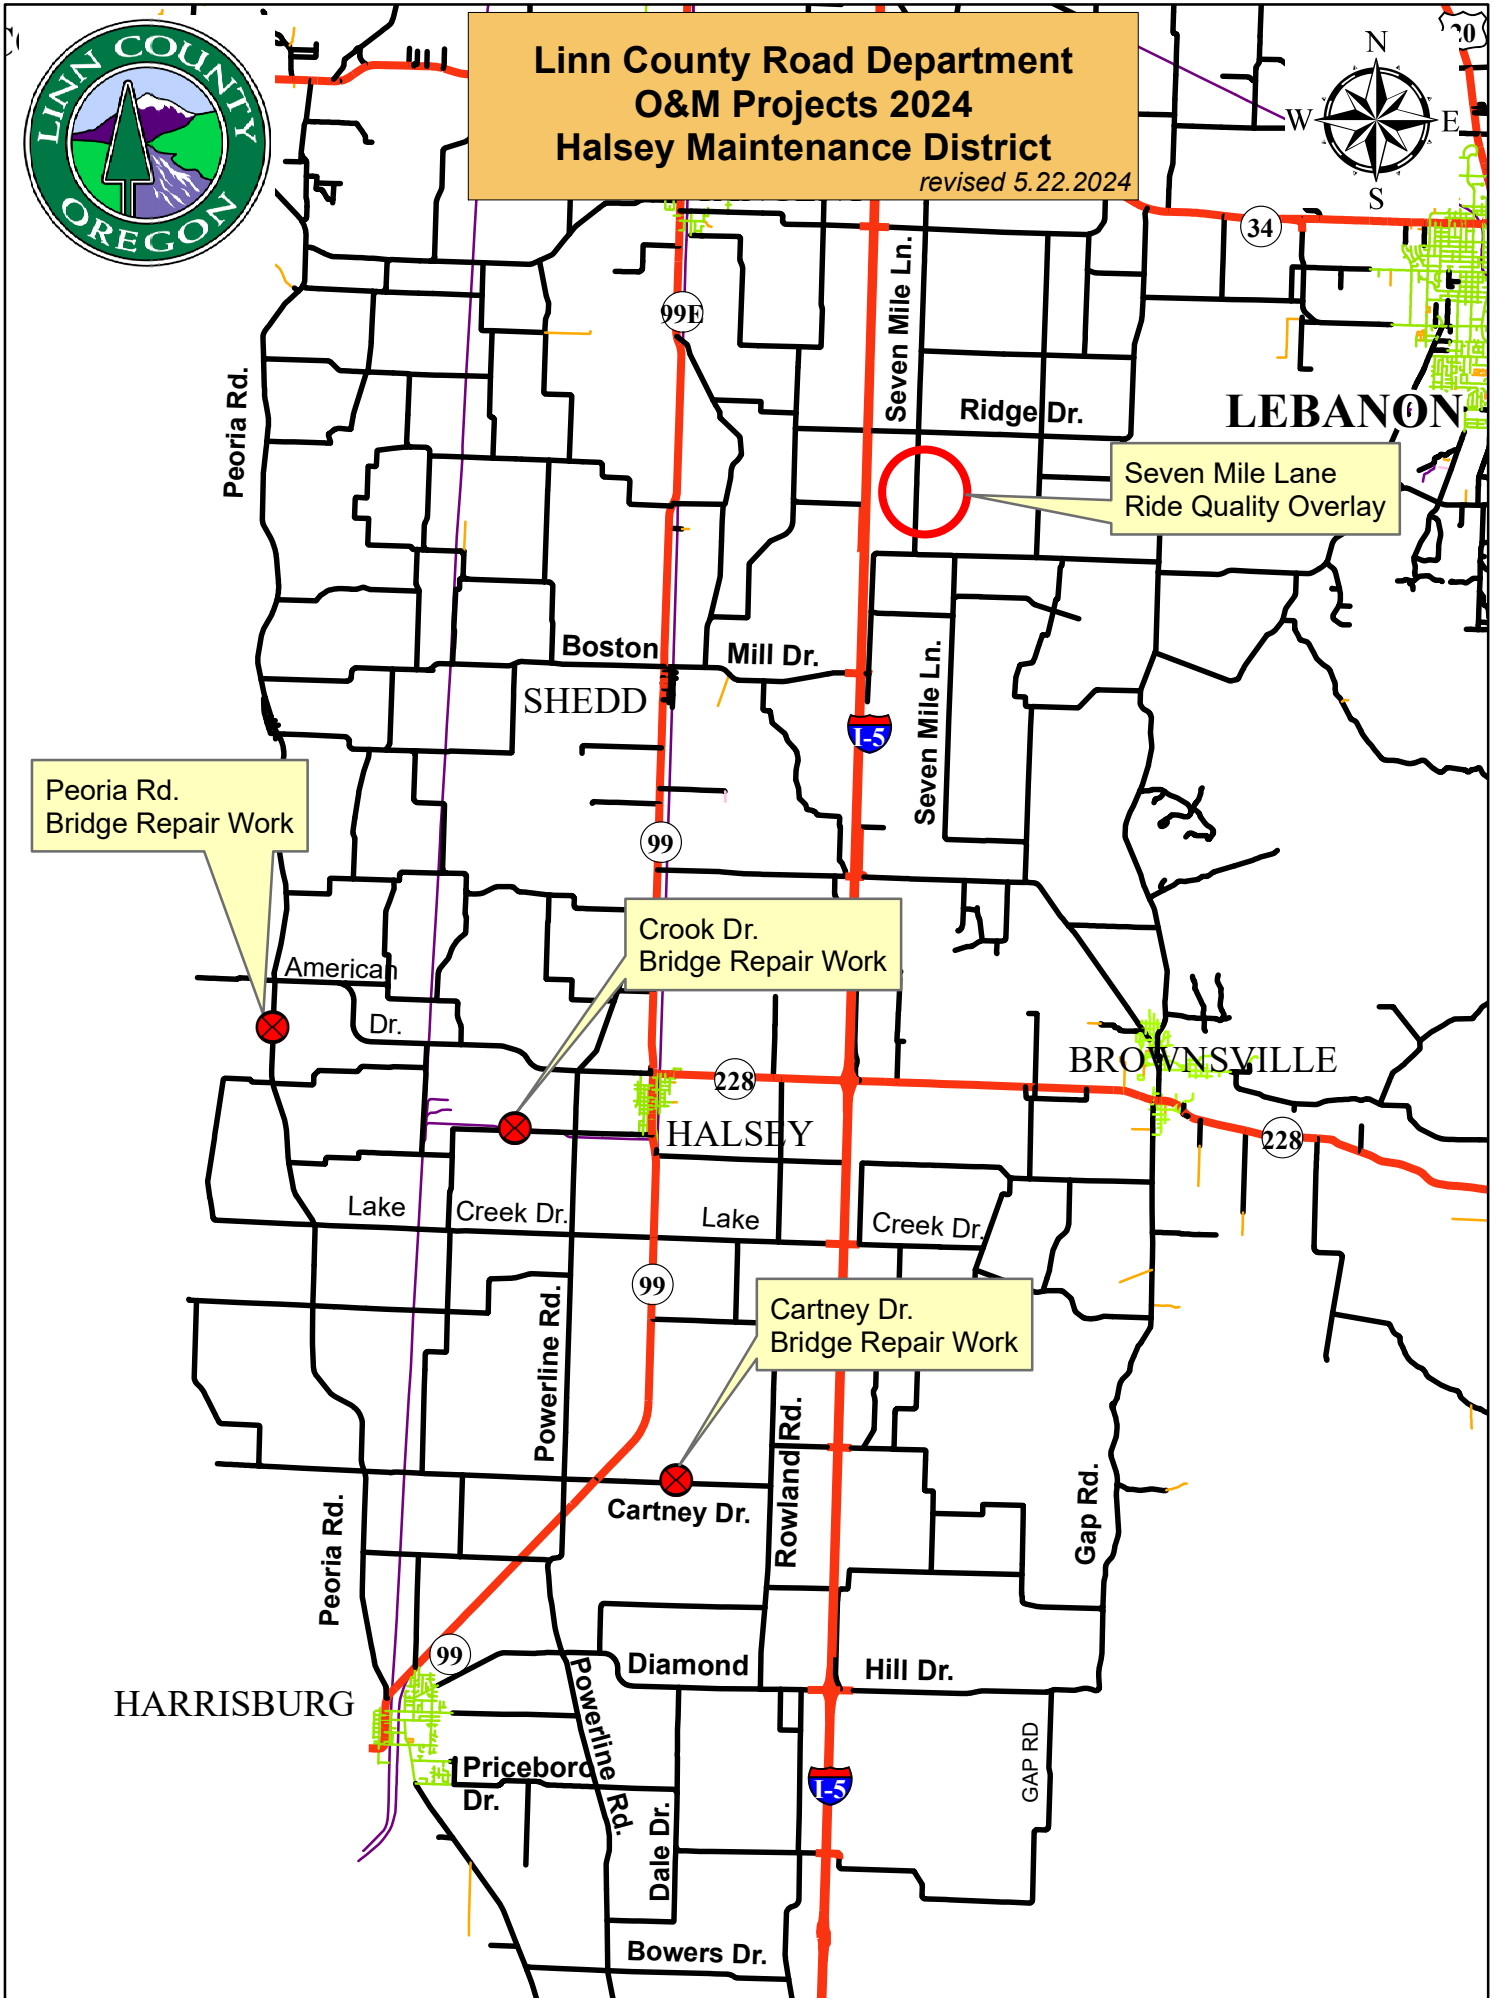 LINN COUNTY
OREGON
Linn County Road Department
O&M Projects 2024
Halsey Maintenance District
revised 5.22.2024
N
W
E
S
20
34
99E
Seven Mile Ln.
Peoria Rd.
Ridge Dr.
LEBANON
Seven Mile Lane
Ride Quality Overlay
Boston
Mill Dr.
SHEDD
I-5
Seven Mile Ln.
Peoria Rd.
Bridge Repair Work
99
Crook Dr.
Bridge Repair Work
American
Dr.
BROWNSVILLE
228
HALSEY
228
Lake
Creek Dr.
Lake
Creek Dr.
99
Powerline Rd.
Cartney Dr.
Bridge Repair Work
Rowland Rd.
Cartney Dr.
Gap Rd.
Peoria Rd.
99
Diamond
Hill Dr.
HARRISBURG
Powerline Rd.
GAP RD
Priceboro
Dr.
I-5
Dale Dr.
Bowers Dr.